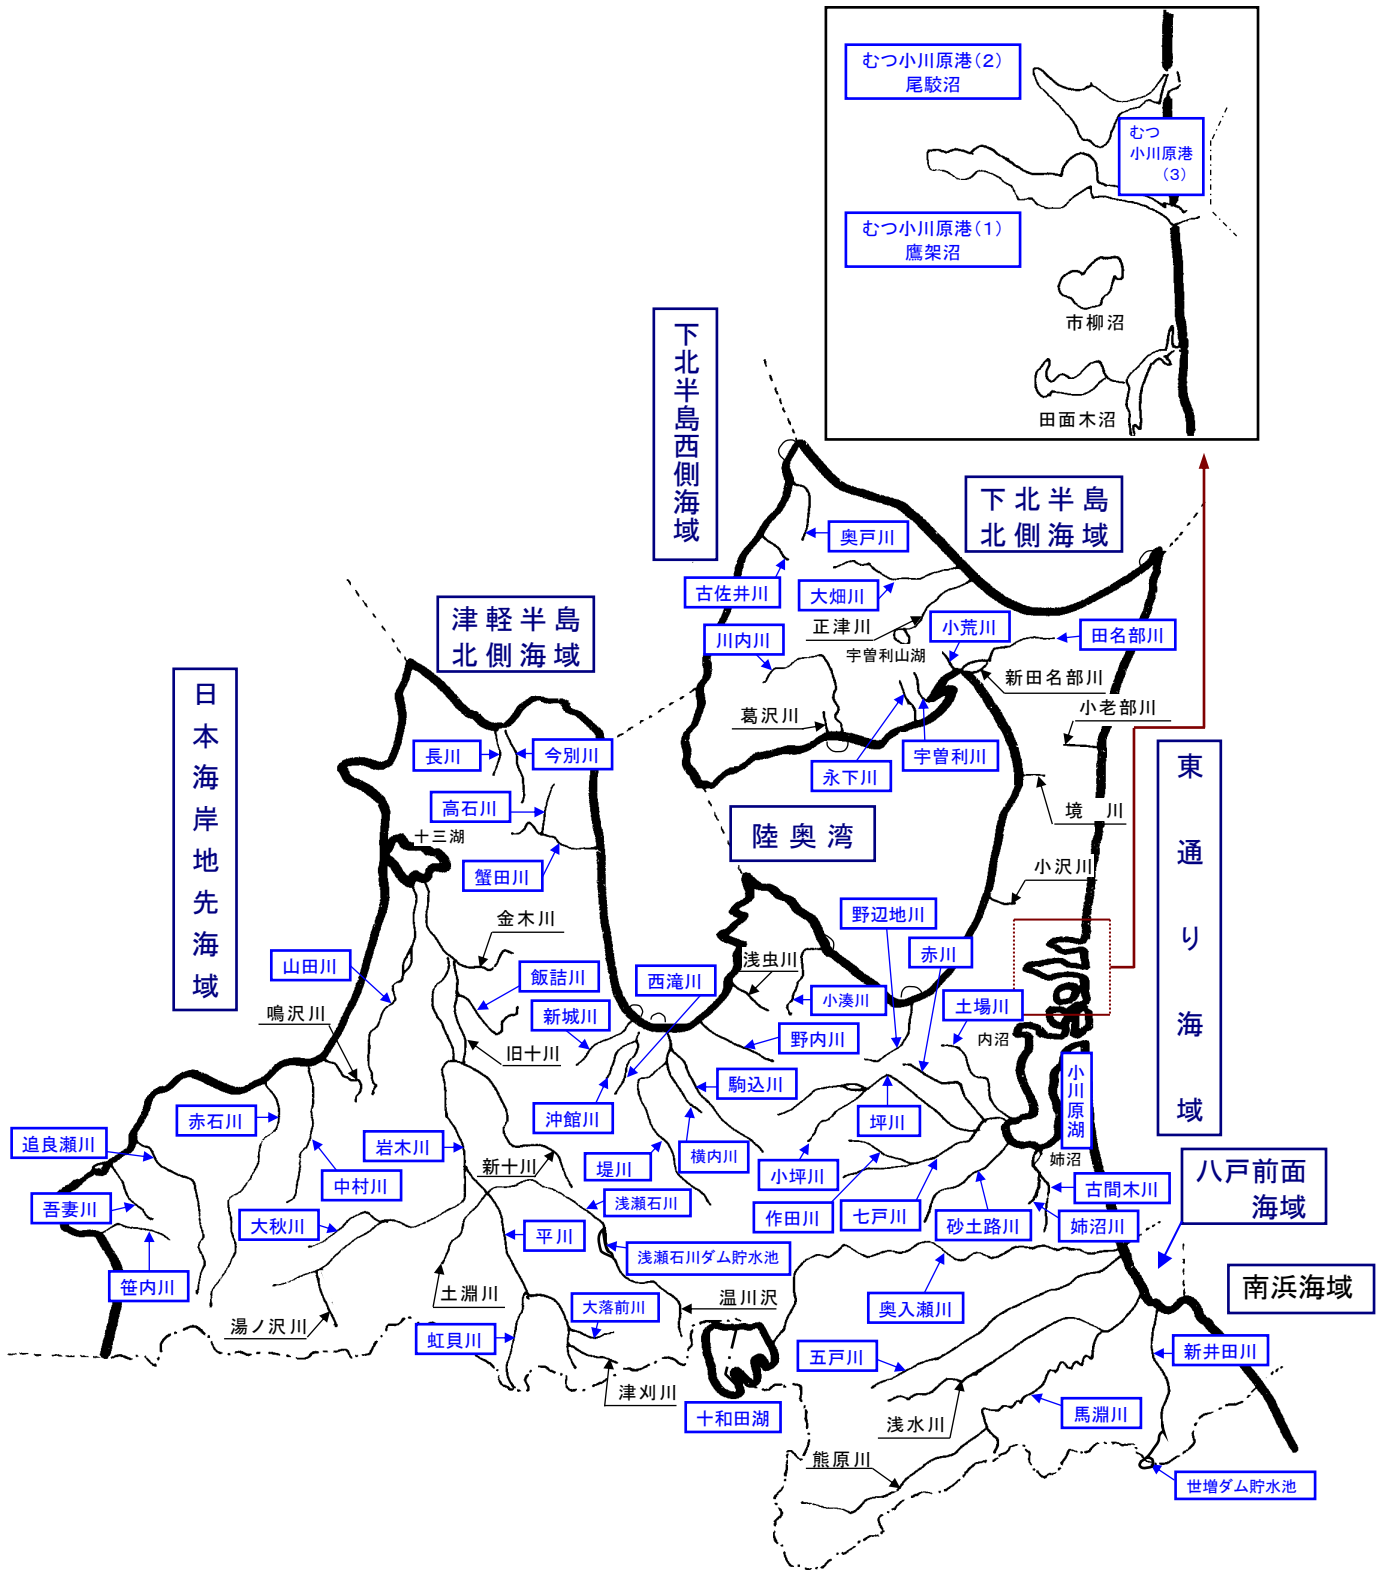 むつ小川原港(2)
尾駮沼
むつ
小川原港
(3)
むつ小川原港(1)
鷹架沼
市柳沼
田面木沼
下北半島西側海域
下北半島
北側海域
奥戸川
古佐井川
大畑川
正津川
川内川
小荒川
田名部川
宇曽利山湖
新田名部川
葛沢川
小老部川
永下川
宇曽利川
津軽半島
北側海域
日本海岸地先海域
長川
今別川
高石川
十三湖
蟹田川
陸奥湾
東通り海域
境川
小沢川
金木川
野辺地川
赤川
山田川
飯詰川
西滝川
浅虫川
小湊川
土場川
鳴沢川
新城川
野内川
内沼
旧十川
小川原湖
駒込川
沖館川
坪川
赤石川
追良瀬川
岩木川
新十川
堤川
横内川
小坪川
姉沼
中村川
浅瀬石川
古間木川
八戸前面
海域
吾妻川
大秋川
平川
作田川
七戸川
砂土路川
姉沼川
浅瀬石川ダム貯水池
笹内川
土淵川
大落前川
温川沢
奥入瀬川
南浜海域
湯ノ沢川
虹貝川
五戸川
新井田川
津刈川
十和田湖
浅水川
馬淵川
熊原川
世増ダム貯水池